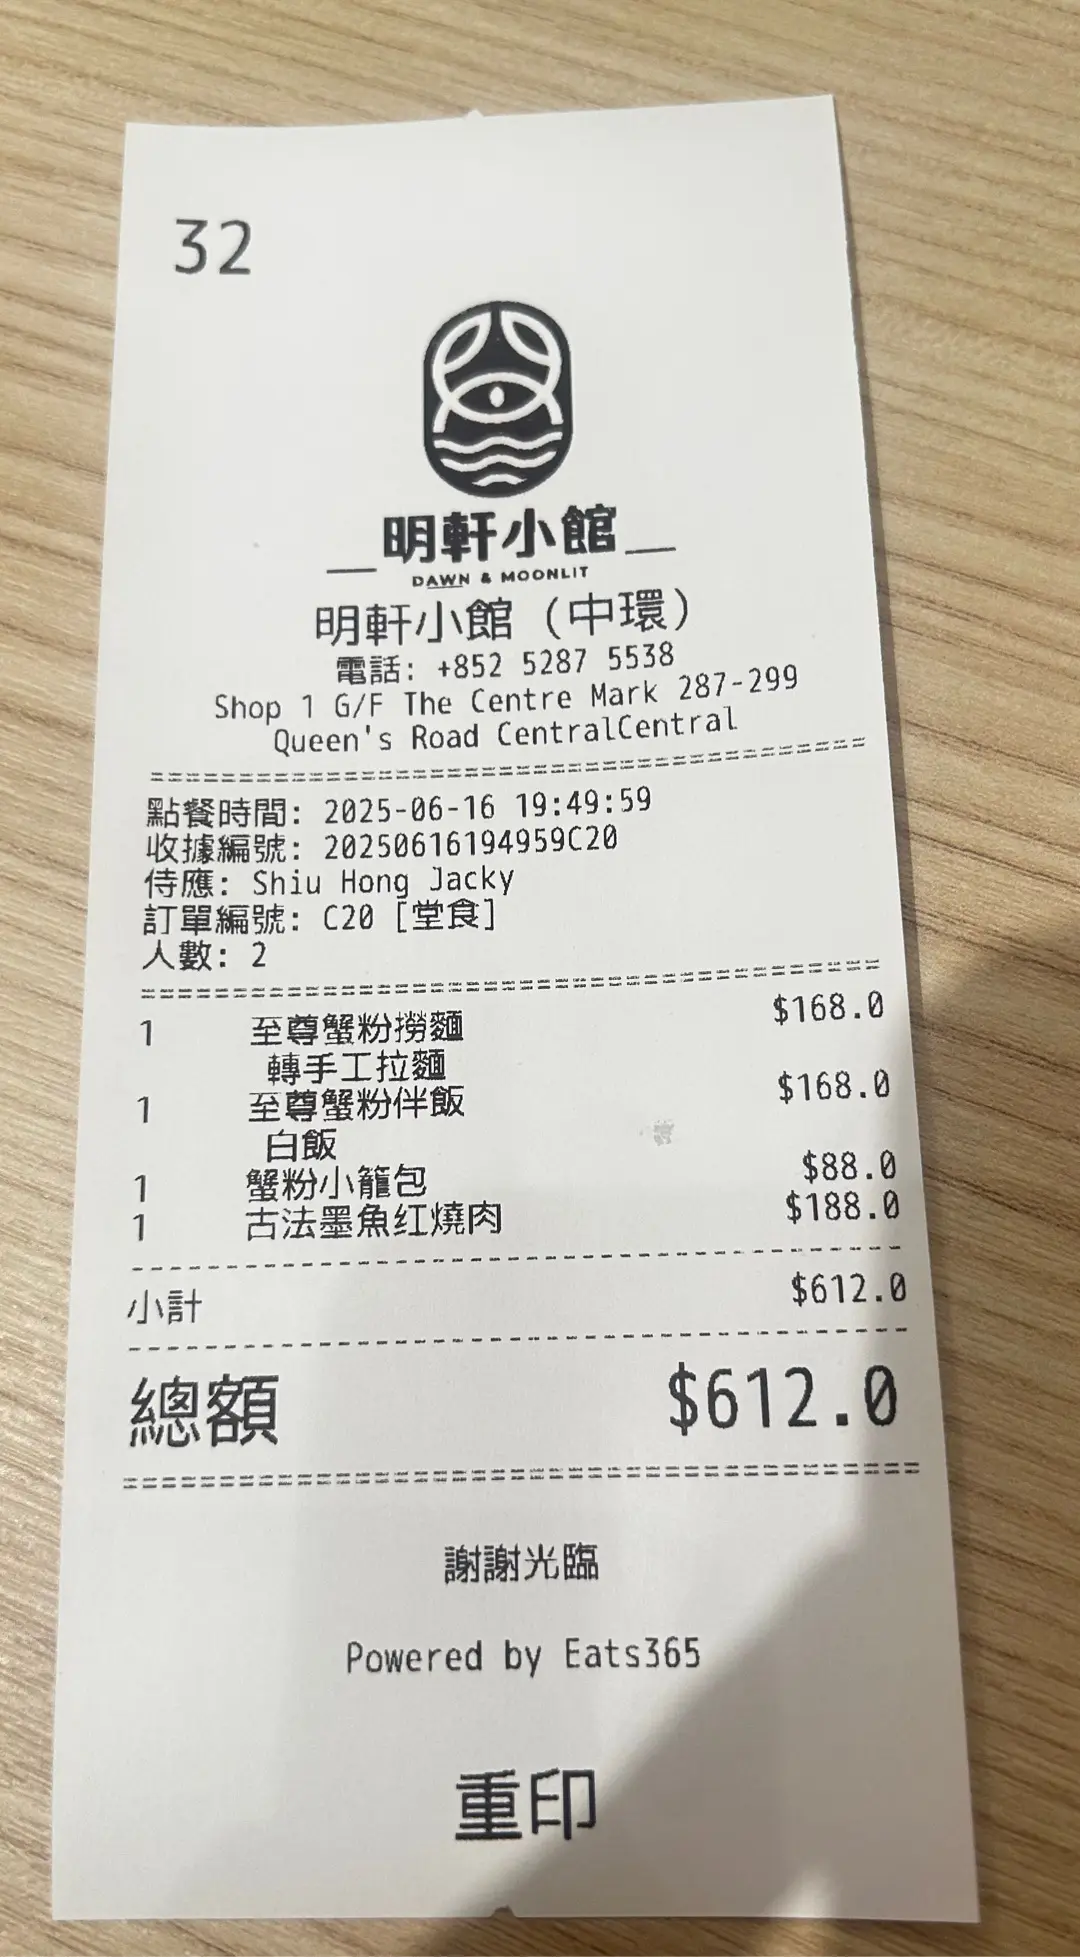 32
明軒小館
DAWN & MOONLIT
明軒小館 (中環)
電話: +852 5287 5538
Shop 1 G/F The Centre Mark 287-299
Queen's Road CentralCentral
點餐時間: 2025-06-16 19:49:59
收據編號: 20250616194959C20
侍應: Shiu Hong Jacky
訂單編號: C20 [堂食]
人數: 2
1 至尊蟹粉撈麵 $168.0
轉手工拉麵
1 至尊蟹粉伴飯 $168.0
白飯
1 蟹粉小籠包 $88.0
1 古法墨魚红燒肉 $188.0
小計 $612.0
總額 $612.0
謝謝光臨
Powered by Eats365
重印